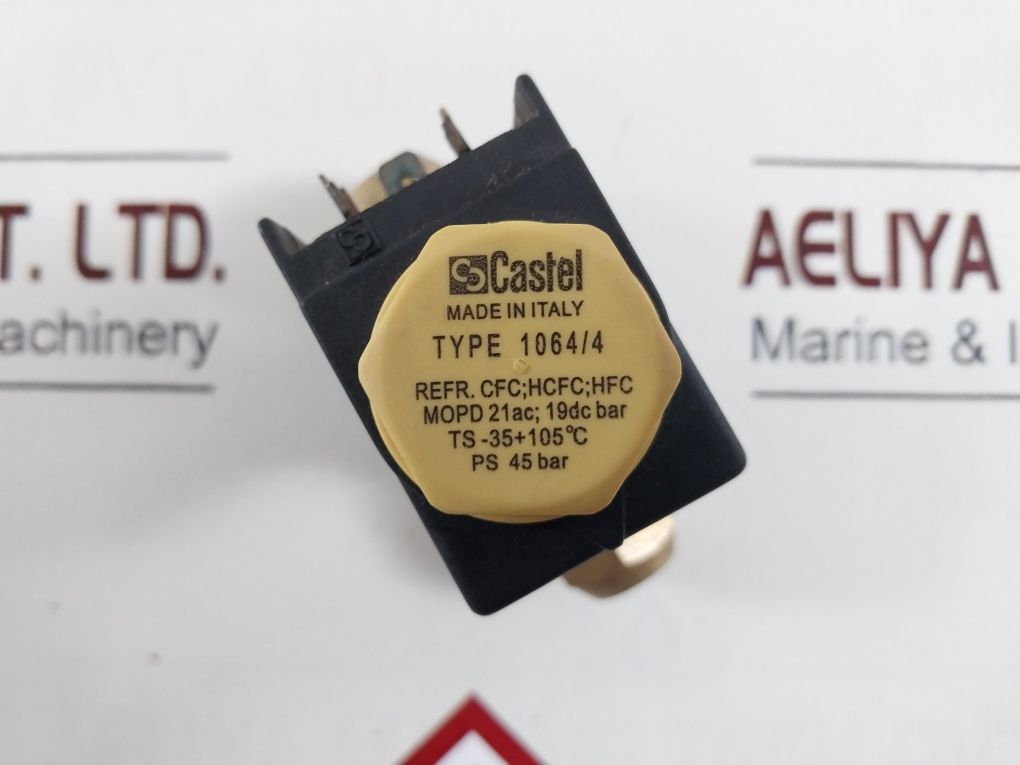 T. LTD.
achinery
AELIYA
Marine & I
Castel
MADE IN ITALY
TYPE 1064/4
REFR. CFC;HCFC;HFC
MOPD 21ac; 19dc bar
TS -35+105°C
PS 45 bar